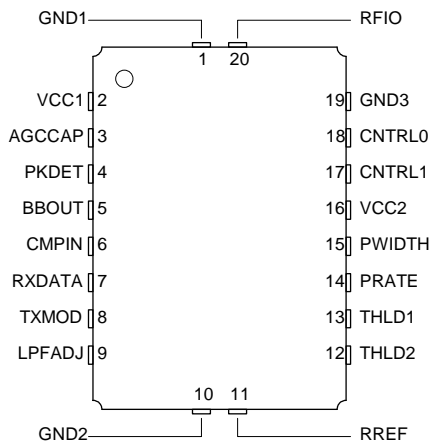 GND1 RFIO
1 20
VCC1 2 19 GND3
AGCCAP 3 18 CNTRL0
PKDET 4 17 CNTRL1
BBOUT 5 16 VCC2
CMPIN 6 15 PWIDTH
RXDATA 7 14 PRATE
TXMOD 8 13 THLD1
LPFADJ 9 12 THLD2
10 11
GND2 RREF